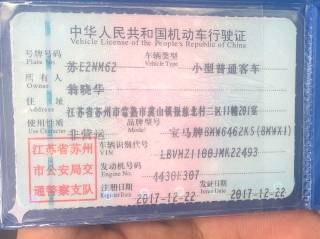 中华人民共和国机动车行驶证
Vehicle License of the People's Republic of China
号牌号码 苏E2NM62 车辆类型 小型普通客车
Plate No. Vehicle Type
所有人 翁晓华
Owner
住址 江苏省苏州市常熟市虞山镇报慈北村三区11幢201室
Address
使用性质 非营运 品牌型号 宝马牌BMW6462KS(BMWX1)
Use Character Model
江苏省苏州
市公安局交
通警察支队
车辆识别代号 LBVHZ1100JMK22493
VIN
发动机号码 4430E307
Engine No.
注册日期 2017-12-22 发证日期 2017-12-22
Register Date Issue Date